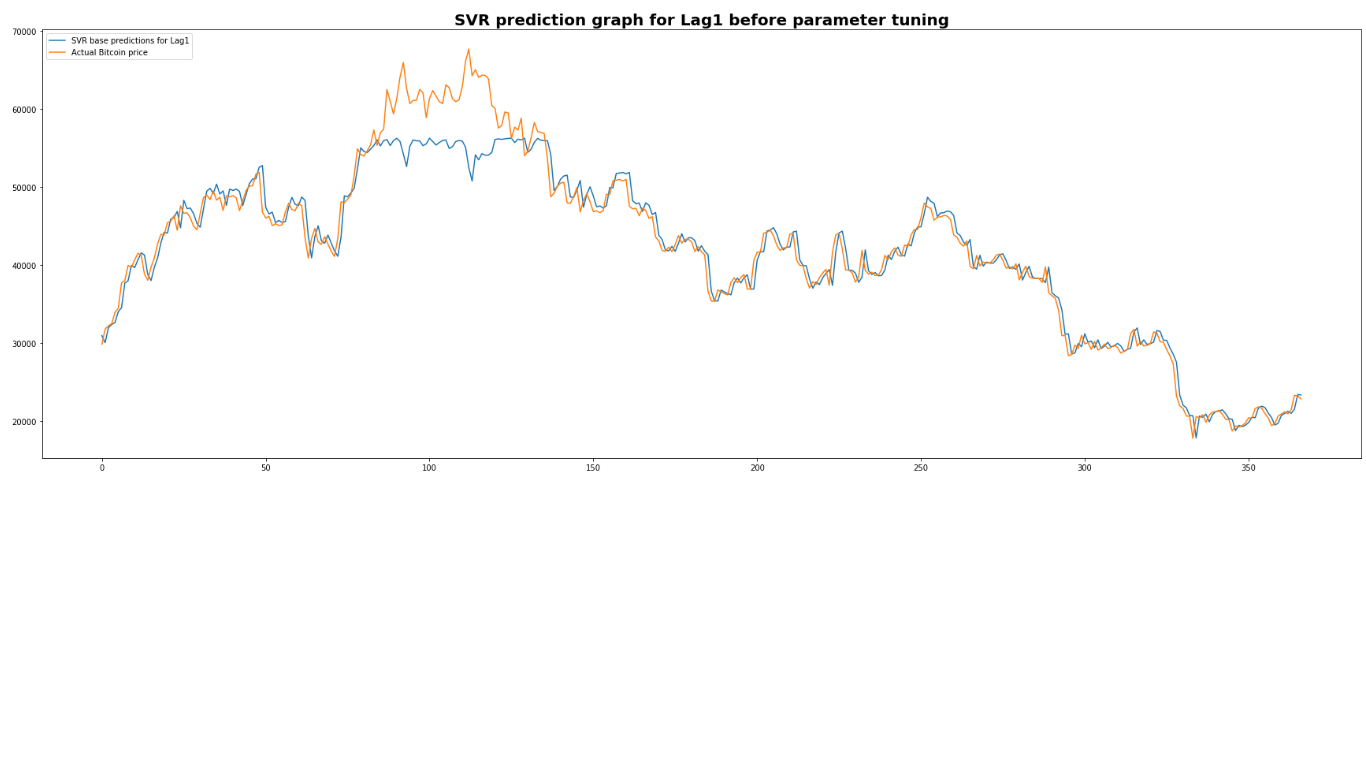 SVR prediction graph for Lag1 before parameter tuning
70000
SVR base predictions for Lag1
Actual Bitcoin price
60000
50000
40000
30000
20000
0 50 100 150 200 250 300 350